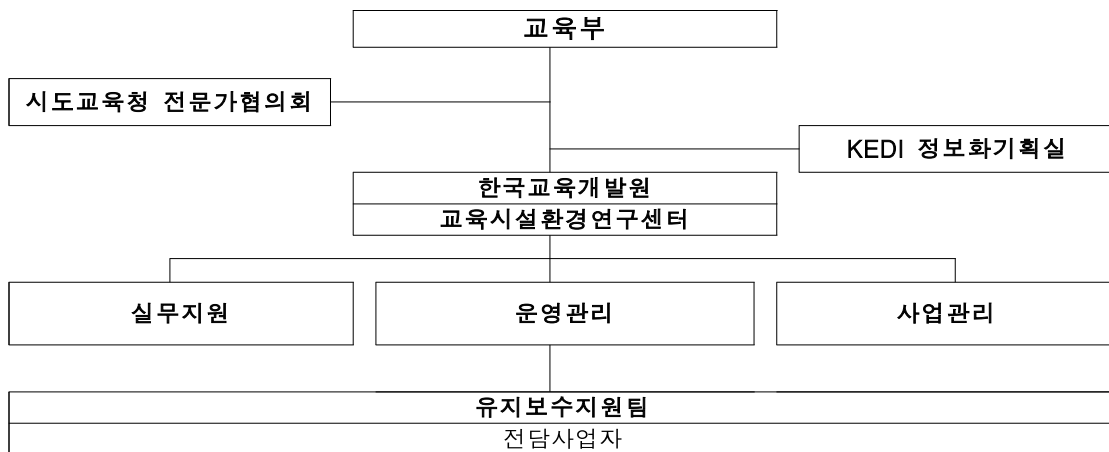 교육부
시도교육청 전문가협의회
KEDI 정보화기획실
한국교육개발원
교육시설환경연구센터
실무지원
운영관리
사업관리
유지보수지원팀
전담사업자